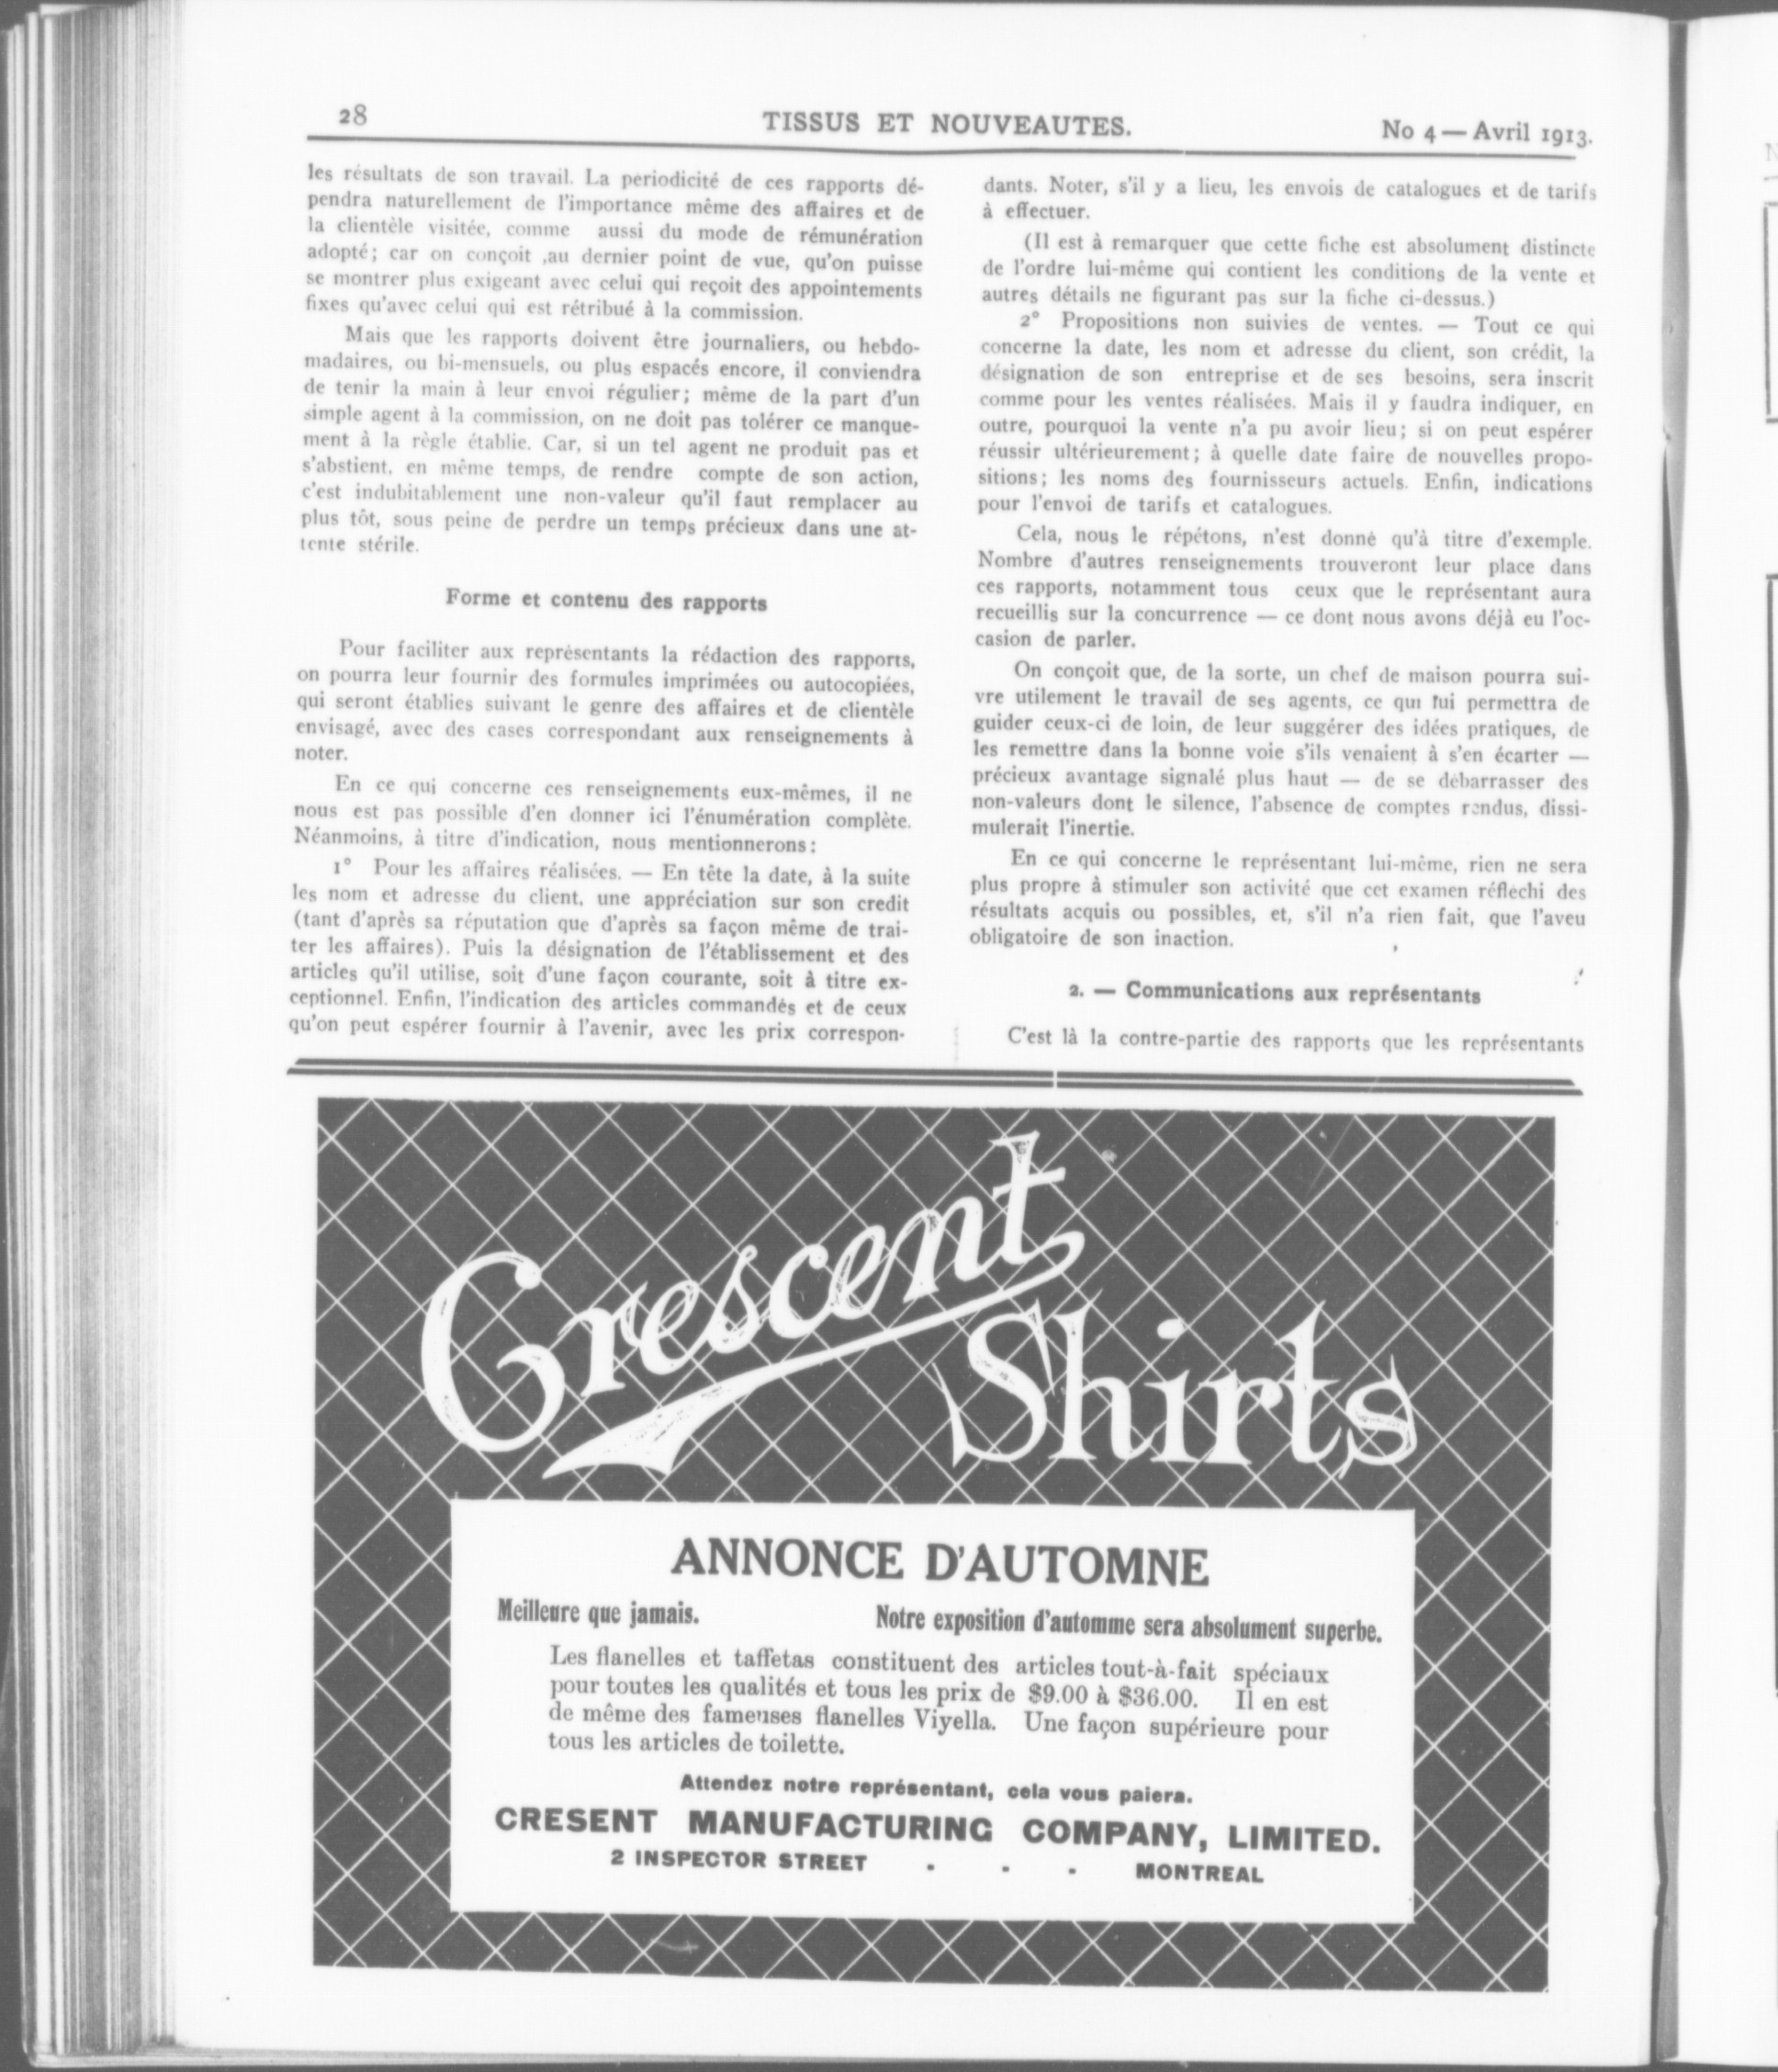 28
TISSUS ET NOUVEAUTES.
No 4 — Avril 1913.
les résultats de son travail. La periodicité de ces rapports dé-
pendra naturellement de l'importance même des affaires et de
la clientèle visitée, comme aussi du mode de rémunération
adopté; car on conçoit ,au dernier point de vue, qu'on puisse
se montrer plus exigeant avec celui qui reçoit des appointements
fixes qu'avec celui qui est rétribué à la commission.
Mais que les rapports doivent être journaliers, ou hebdo-
madaires, ou bi-mensuels, ou plus espacés encore, il conviendra
de tenir la main à leur envoi régulier; même de la part d'un
simple agent à la commission, on ne doit pas tolérer ce manque-
ment à la règle établie. Car, si un tel agent ne produit pas et
s'abstient, en même temps, de rendre compte de son action,
c'est indubitablement une non-valeur qu'il faut remplacer au
plus tôt, sous peine de perdre un temps précieux dans une at-
tente stérile.
Forme et contenu des rapports
Pour faciliter aux représentants la rédaction des rapports,
on pourra leur fournir des formules imprimées ou autocopiées,
qui seront établies suivant le genre des affaires et de clientèle
envisagé, avec des cases correspondant aux renseignements à
noter.
En ce qui concerne ces renseignements eux-mêmes, il ne
nous est pas possible d'en donner ici l'énumération complète.
Néanmoins, à titre d'indication, nous mentionnerons:
1° Pour les affaires réalisées. — En tête la date, à la suite
les nom et adresse du client, une appréciation sur son credit
(tant d'après sa réputation que d'après sa façon même de trai-
ter les affaires). Puis la désignation de l'établissement et des
articles qu'il utilise, soit d'une façon courante, soit à titre ex-
ceptionnel. Enfin, l'indication des articles commandés et de ceux
qu'on peut espérer fournir à l'avenir, avec les prix correspon-
dants. Noter, s'il y a lieu, les envois de catalogues et de tarifs
à effectuer.
(Il est à remarquer que cette fiche est absolument distincte
de l'ordre lui-même qui contient les conditions de la vente et
autres détails ne figurant pas sur la fiche ci-dessus.)
2° Propositions non suivies de ventes. — Tout ce qui
concerne la date, les nom et adresse du client, son crédit, la
désignation de son entreprise et de ses besoins, sera inscrit
comme pour les ventes réalisées. Mais il y faudra indiquer, en
outre, pourquoi la vente n'a pu avoir lieu; si on peut espérer
réussir ultérieurement; à quelle date faire de nouvelles propo-
sitions; les noms des fournisseurs actuels. Enfin, indications
pour l'envoi de tarifs et catalogues.
Cela, nous le répétons, n'est donné qu'à titre d'exemple.
Nombre d'autres renseignements trouveront leur place dans
ces rapports, notamment tous ceux que le représentant aura
recueillis sur la concurrence — ce dont nous avons déjà eu l'oc-
casion de parler.
On conçoit que, de la sorte, un chef de maison pourra sui-
vre utilement le travail de ses agents, ce qui lui permettra de
guider ceux-ci de loin, de leur suggérer des idées pratiques, de
les remettre dans la bonne voie s'ils venaient à s'en écarter —
précieux avantage signalé plus haut — de se débarrasser des
non-valeurs dont le silence, l'absence de comptes rendus, dissi-
mulerait l'inertie.
En ce qui concerne le représentant lui-même, rien ne sera
plus propre à stimuler son activité que cet examen réflechi des
résultats acquis ou possibles, et, s'il n'a rien fait, que l'aveu
obligatoire de son inaction.
2. — Communications aux représentants
C'est là la contre-partie des rapports que les représentants
Crescent
Shirts
ANNONCE D'AUTOMNE
Meilleure que jamais. Notre exposition d'automme sera absolument superbe.
Les flanelles et taffetas constituent des articles tout-à-fait spéciaux
pour toutes les qualités et tous les prix de $9.00 à $36.00. Il en est
de même des fameuses flanelles Viyella. Une façon supérieure pour
tous les articles de toilette.
Attendez notre représentant, cela vous paiera.
CRESENT MANUFACTURING COMPANY, LIMITED.
2 INSPECTOR STREET - - - MONTREAL